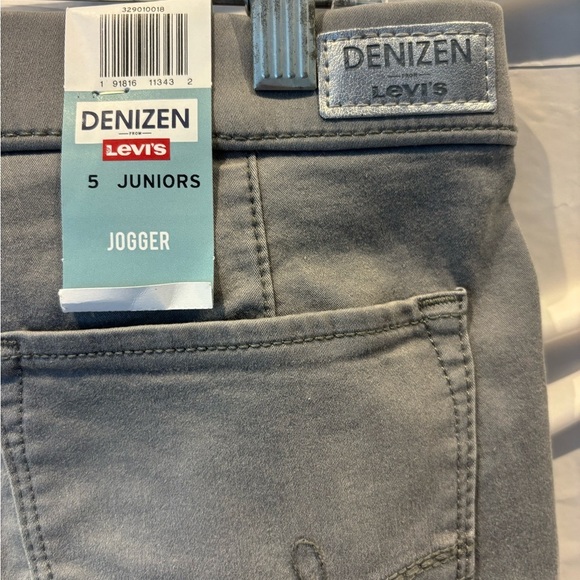 329010018
1 91816 11343 2
DENIZEN
FROM
Levi's
5 JUNIORS
JOGGER
DENIZEN
FROM
Levi's